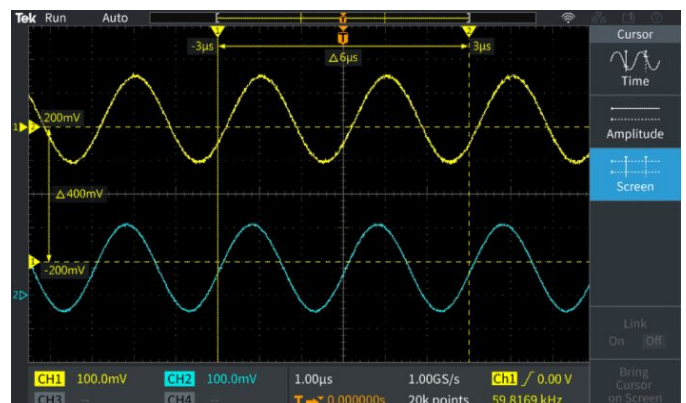 Tek Run Auto
Cursor
-3µs
3µs
Δ6µs
Time
200mV
Amplitude
Δ400mV
Screen
-200mV
Link
On Off
CH1 100.0mV CH2 100.0mV 1.00µs 1.00GS/s Ch1 0.00 V
Bring
Cursor
on Screen
CH3 -- CH4 -- T 0.000000s 20k points 59.8169 kHz